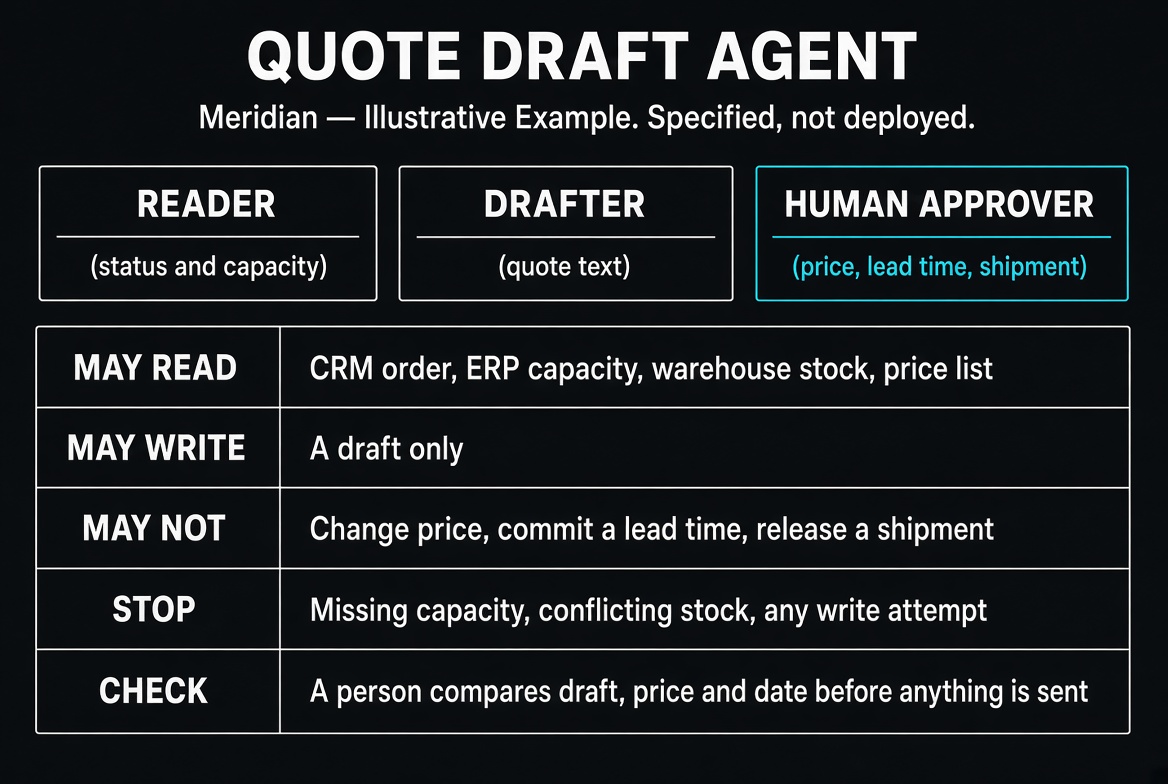 QUOTE DRAFT AGENT
Meridian — Illustrative Example. Specified, not deployed.
READER
(status and capacity)
DRAFTER
(quote text)
HUMAN APPROVER
(price, lead time, shipment)
MAY READ
CRM order, ERP capacity, warehouse stock, price list
MAY WRITE
A draft only
MAY NOT
Change price, commit a lead time, release a shipment
STOP
Missing capacity, conflicting stock, any write attempt
CHECK
A person compares draft, price and date before anything is sent